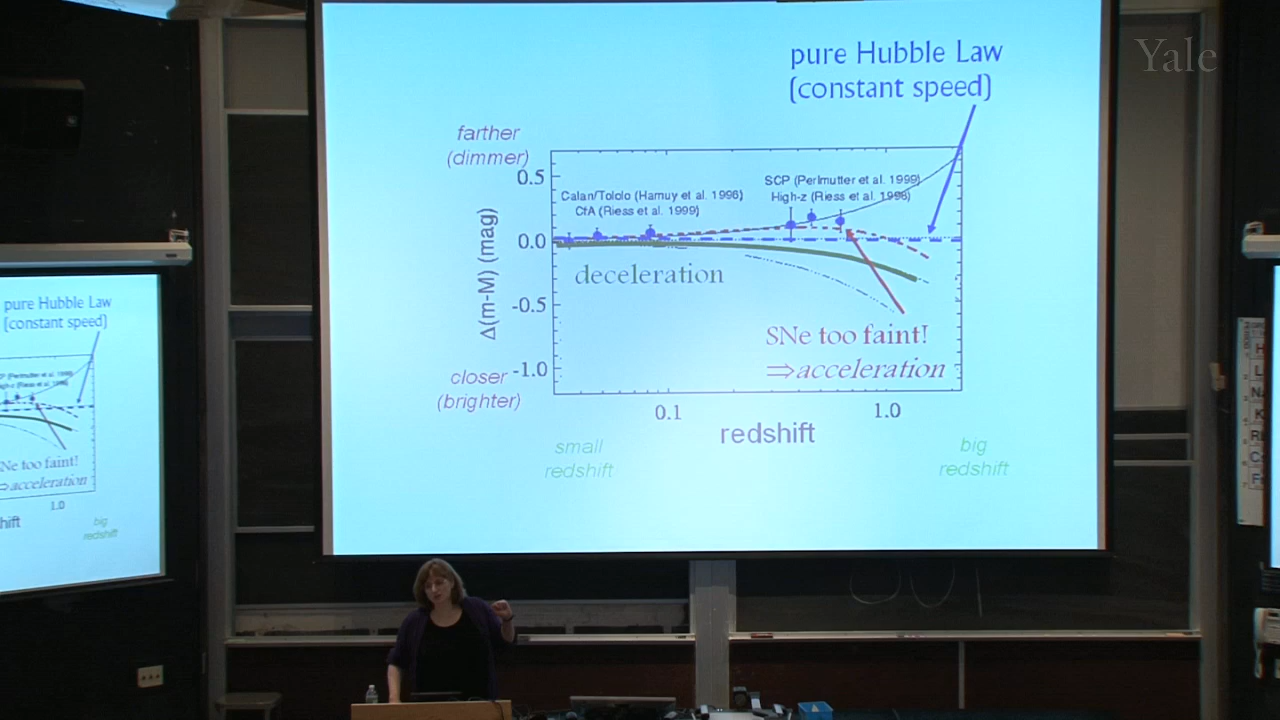 Yale
pure Hubble Law
(constant speed)
farther
(dimmer)
0.5
SCP (Perlmutter et al. 1999)
Calan/Tololo (Hamuy et al. 1996)
High-z (Riess et al. 1998)
CfA (Riess et al. 1999)
Δ(m-M) (mag)
0.0
deceleration
-0.5
SNe too faint!
⇒acceleration
closer
(brighter)
-1.0
0.1
1.0
redshift
small
redshift
big
redshift
pure Hubble Law
(constant speed)
Ne too faint!
⇒acceleration
1.0
hift
big
redshift